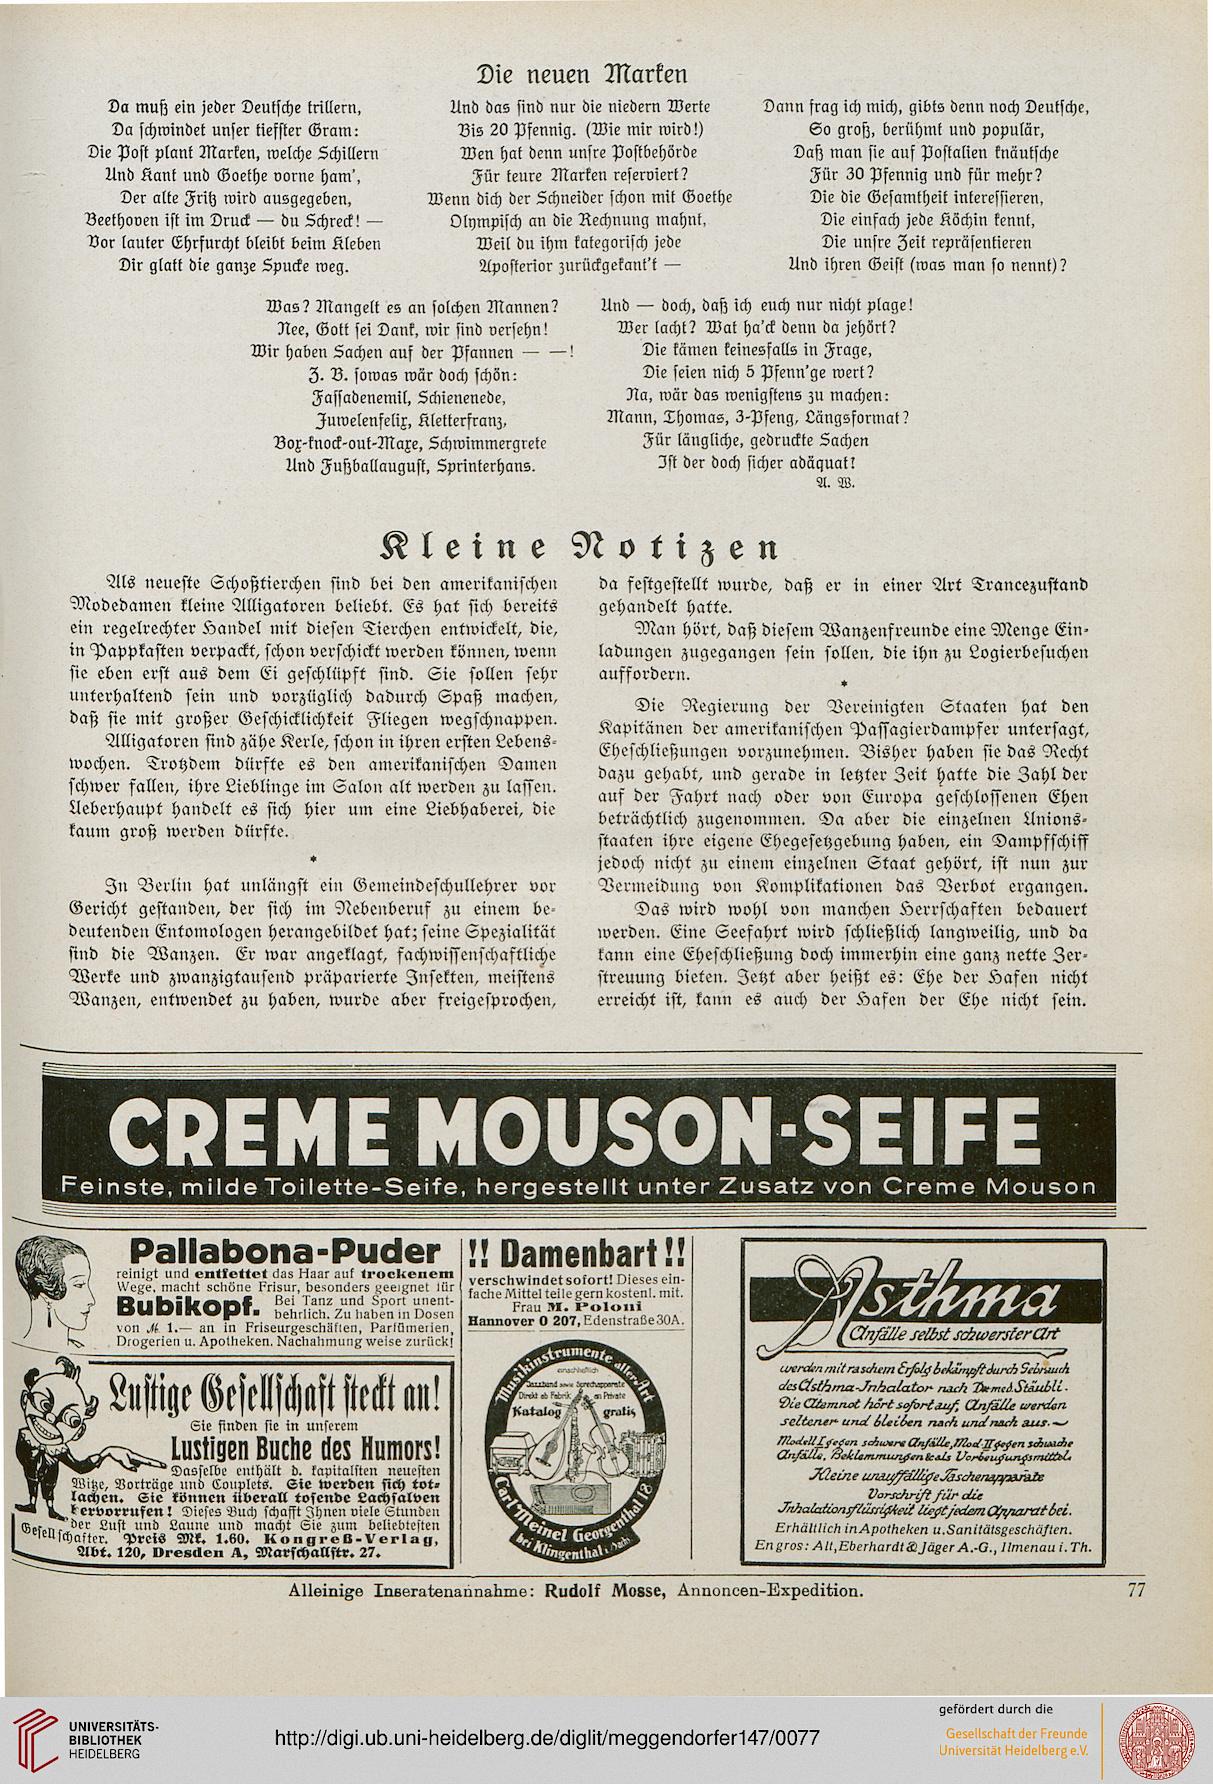 Die neuen Marken
Da muß ein jeder Deutsche trillern,
Da schwindet unser tiefster Gram:
Die Post plant Marken, welche Schillern
Und Kant und Goethe vorne ham',
Der alte Fritz wird ausgegeben,
Beethoven ist im Druck — du Schreck! —
Vor lauter Ehrfurcht bleibt beim Kleben
Dir glatt die ganze Spucke weg.
Und das sind nur die niedern Werte
Bis 20 Pfennig. (Wie mir wird!)
Wen hat denn unsre Postbehörde
Für teure Marken reserviert?
Wenn dich der Schneider schon mit Goethe
Olympisch an die Rechnung mahnt,
Weil du ihm kategorisch jede
Aposterior zurückgekant't —
Dann frag ich mich, gibts denn noch Deutsche,
So groß, berühmt und populär,
Daß man sie auf Postalien knäutsche
Für 30 Pfennig und für mehr?
Die die Gesamtheit interessieren,
Die einfach jede Köchin kennt,
Die unsre Zeit repräsentieren
Und ihren Geist (was man so nennt)?
Was? Mangelt es an solchen Mannen?
Nee, Gott sei Dank, wir sind versehn!
Wir haben Sachen auf der Pfannen — —!
Z. B. sowas wär doch schön:
Fassadenemil, Schienenede,
Juwelenfelix, Kletterfranz,
Box-knock-out-Maxe, Schwimmergrete
Und Fußballaugust, Sprinterhans.
Und — doch, daß ich euch nur nicht plage!
Wer lacht? Wat ha'ck denn da jehört?
Die kämen keinesfalls in Frage,
Die seien nich 5 Pfenn'ge wert?
Na, wär das wenigstens zu machen:
Mann, Thomas, 3-Pfeng, Längsformat?
Für längliche, gedruckte Sachen
Ist der doch sicher adäquat!
A. W.
Kleine Notizen
Als neueste Schoßtierchen sind bei den amerikanischen
Modedamen kleine Alligatoren beliebt. Es hat sich bereits
ein regelrechter Handel mit diesen Tierchen entwickelt, die,
in Pappkasten verpackt, schon verschickt werden können, wenn
sie eben erst aus dem Ei geschlüpft sind. Sie sollen sehr
unterhaltend sein und vorzüglich dadurch Spaß machen,
daß sie mit großer Geschicklichkeit Fliegen wegschnappen.
Alligatoren sind zähe Kerle, schon in ihren ersten Lebens-
wochen. Trotzdem dürfte es den amerikanischen Damen
schwer fallen, ihre Lieblinge im Salon alt werden zu lassen.
Ueberhaupt handelt es sich hier um eine Liebhaberei, die
kaum groß werden dürfte.
*
In Berlin hat unlängst ein Gemeindeschullehrer vor
Gericht gestanden, der sich im Nebenberuf zu einem be-
deutenden Entomologen herangebildet hat; seine Spezialität
sind die Wanzen. Er war angeklagt, fachwissenschaftliche
Werke und zwanzigtausend präparierte Insekten, meistens
Wanzen, entwendet zu haben, wurde aber freigesprochen,
da festgestellt wurde, daß er in einer Art Trancezustand
gehandelt hatte.
Man hört, daß diesem Wanzenfreunde eine Menge Ein-
ladungen zugegangen sein sollen, die ihn zu Logierbesuchen
auffordern.
*
Die Regierung der Vereinigten Staaten hat den
Kapitänen der amerikanischen Passagierdampfer untersagt,
Eheschließungen vorzunehmen. Bisher haben sie das Recht
dazu gehabt, und gerade in letzter Zeit hatte die Zahl der
auf der Fahrt nach oder von Europa geschlossenen Ehen
beträchtlich zugenommen. Da aber die einzelnen Unions-
staaten ihre eigene Ehegesetzgebung haben, ein Dampfschiff
jedoch nicht zu einem einzelnen Staat gehört, ist nun zur
Vermeidung von Komplikationen das Verbot ergangen.
Das wird wohl von manchen Herrschaften bedauert
werden. Eine Seefahrt wird schließlich langweilig, und da
kann eine Eheschließung doch immerhin eine ganz nette Zer-
streuung bieten. Jetzt aber heißt es: Ehe der Hafen nicht
erreicht ist, kann es auch der Hafen der Ehe nicht sein.
CREME MOUSON-SEIFE
Feinste, milde Toilette-Seife, hergestellt unter Zusatz von Creme Mouson
Pallabona-Puder
reinigt und entfettet das Haar auf trockenem
Wege, macht schöne Frisur, besonders geeignet für
Bubikopf. Bei Tanz und Sport unent-
behrlich. Zu haben in Dosen
von ℳ 1.— an in Friseurgeschäften, Parfümerien,
Drogerien u. Apotheken. Nachahmung weise zurück!
Lustige Gesellschaft steckt an!
Sie finden sie in unserem
Lustigen Buche des Humors!
Dasselbe enthält d. kapitalsten neuesten
Witze, Vorträge und Couplets. Sie werden sich tot-
lachen. Sie können überall tosende Lachsalven
hervorrufen! Dieses Buch schafft Ihnen viele Stunden
der Lust und Laune und macht Sie zum beliebtesten
Gesellschafter. Preis Mk. 1.60. Kongreß-Verlag,
Abt. 120, Dresden A, Marschallstr. 27.
!! Damenbart !!
verschwindet sofort! Dieses ein-
fache Mittel teile gern kostenl. mit.
Frau M. Poloni
Hannover O 207, Edenstraße 30A.
Musikinstrumente aller Art
einschließlich
Jazzband sowie Sprechapparate
Direkt ab Fabrik an Private
Katalog gratis
Carl Meinel Georgenthal 18
bei Klingenthal i. Sachs.
Asthma
Anfälle selbst schwerster Art
werden mit raschem Erfolg bekämpft durch Gebrauch
des Asthma-Inhalator nach Dr. med. Stäubli.
Die Atemnot hört sofort auf, Anfälle werden
seltener und bleiben nach und nach aus.
Modell I gegen schwere Anfälle, Mod. II gegen schwache
Anfälle, Beklemmungen & als Vorbeugungsmittel.
Kleine unauffällige Taschenapparate
Vorschrift für die
Inhalationsflüssigkeit liegt jedem Apparat bei.
Erhältlich in Apotheken u. Sanitätsgeschäften.
En gros: Alt, Eberhardt & Jäger A.-G., Ilmenau i. Th.
Alleinige Inseratenannahme: Rudolf Mosse, Annoncen-Expedition.
77
UNIVERSITÄTS-
BIBLIOTHEK
HEIDELBERG
http://digi.ub.uni-heidelberg.de/diglit/meggendorfer147/0077
gefördert durch die
Gesellschaft der Freunde
Universität Heidelberg e.V.